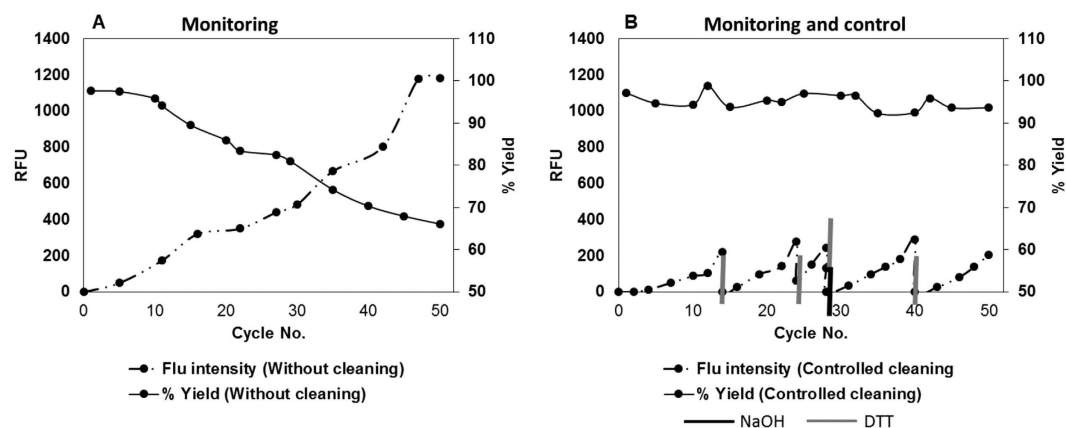 A Monitoring
1400
1200
1000
800
600
400
200
0
RFU
110
100
90
80
70
60
50
% Yield
0 10 20 30 40 50
Cycle No.
Flu intensity (Without cleaning)
% Yield (Without cleaning)
B Monitoring and control
1400
1200
1000
800
600
400
200
0
RFU
110
100
90
80
70
60
50
% Yield
0 10 20 30 40 50
Cycle No.
Flu intensity (Controlled cleaning
% Yield (Controlled cleaning)
NaOH DTT